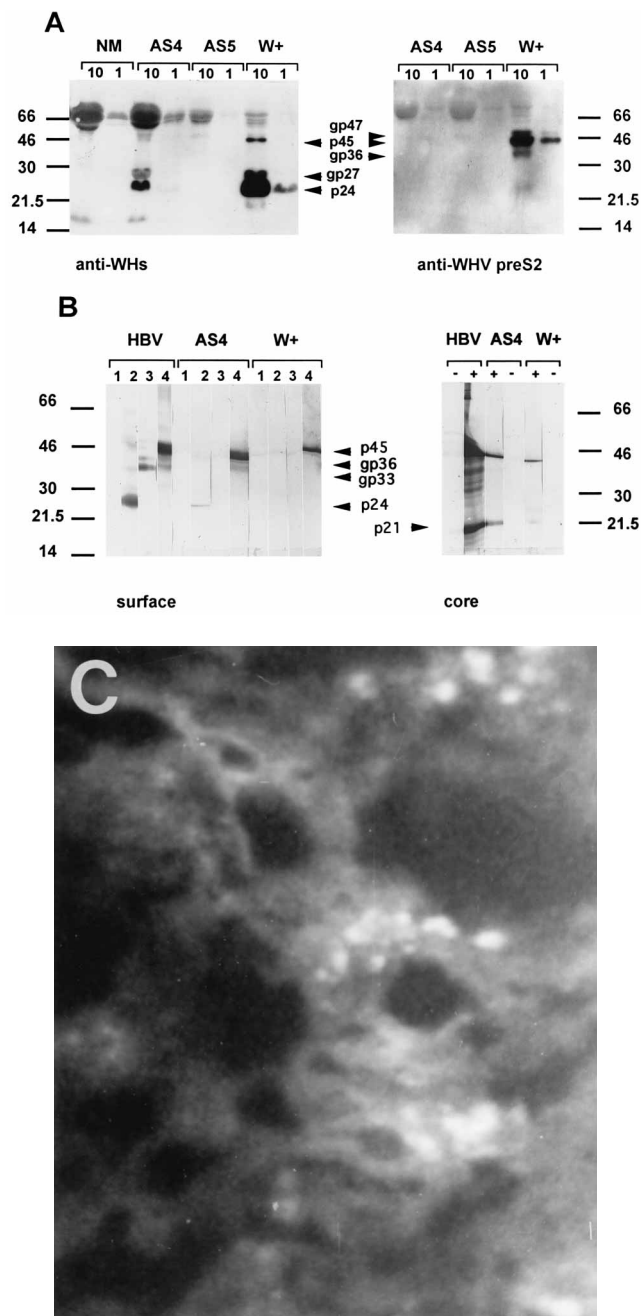 A
NM AS4 AS5 W+
10 1 10 1 10 1 10 1
66
46
30
21.5
14
gp47
p45
gp36
gp27
p24
anti-WHs
AS4 AS5 W+
10 1 10 1 10 1
66
46
30
21.5
14
anti-WHV preS2
B
HBV AS4 W+
1 2 3 4 1 2 3 4 1 2 3 4
66
46
30
21.5
14
p45
gp36
gp33
p24
p21
surface
HBV AS4 W+
- + + - + -
66
46
30
21.5
14
core
C